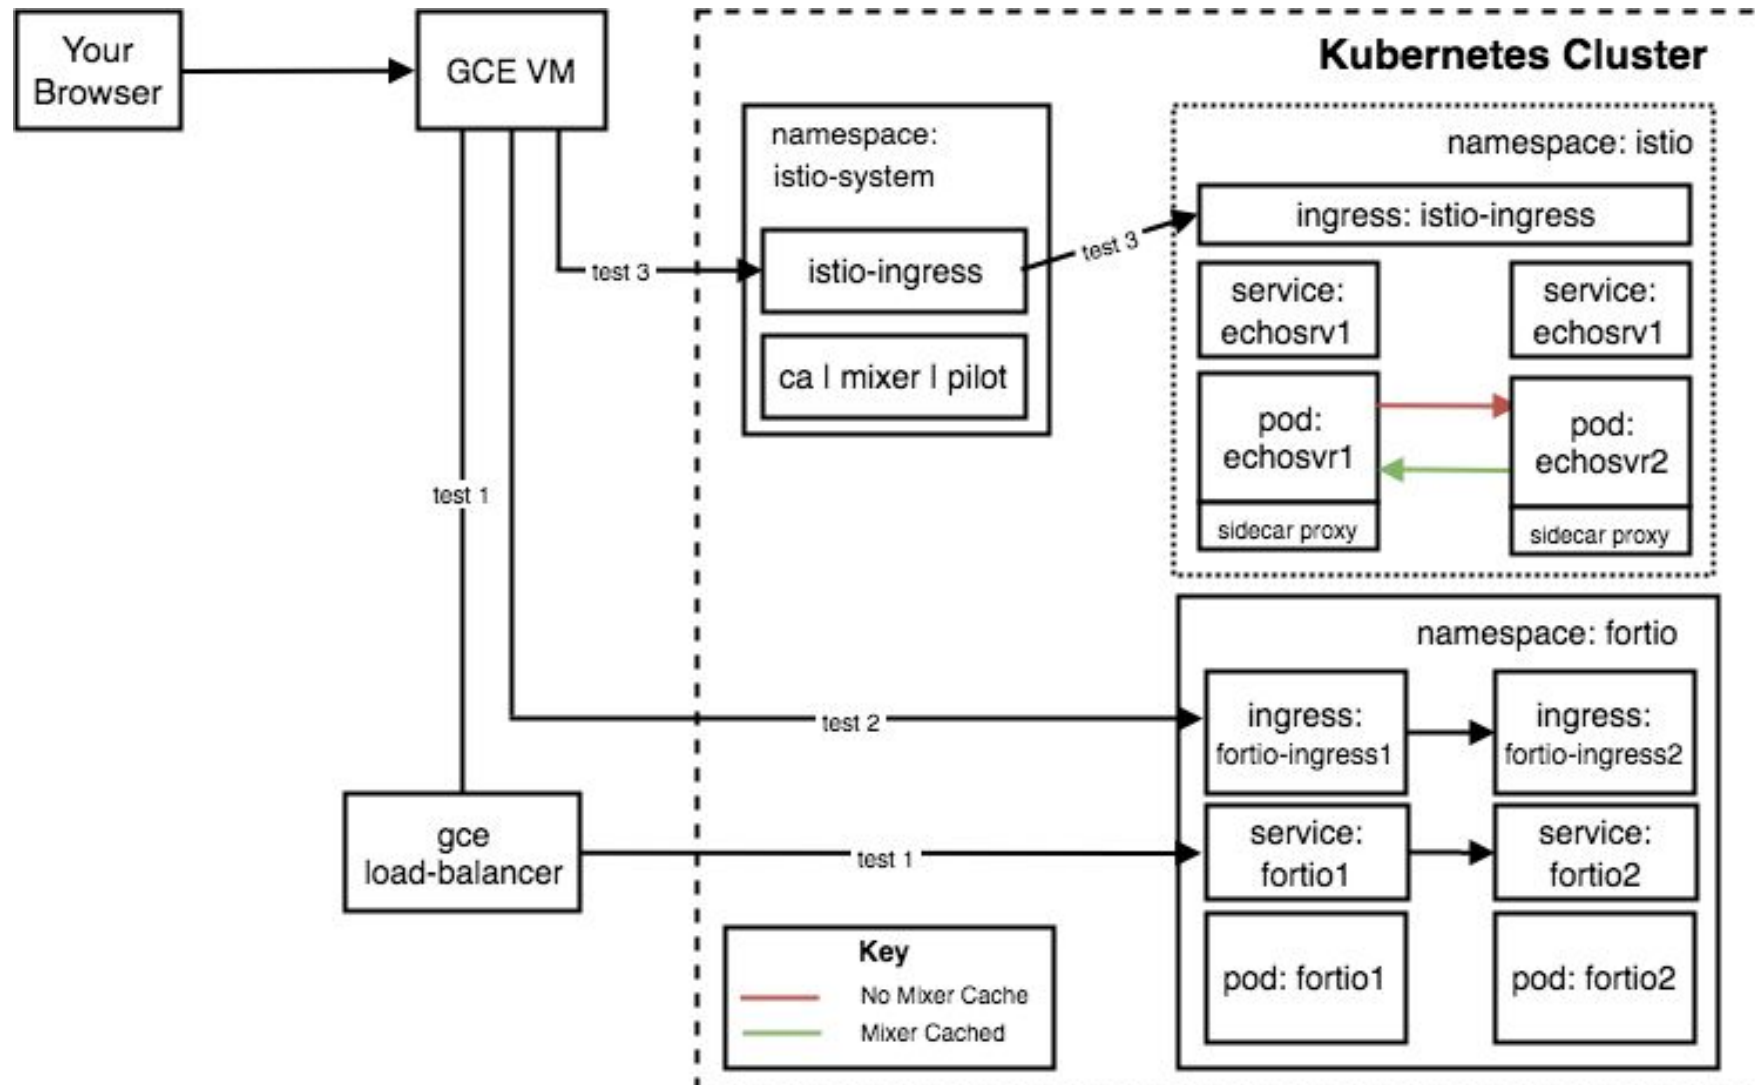 Your
Browser
GCE VM
Kubernetes Cluster
namespace:
istio-system
istio-ingress
ca | mixer | pilot
test 3
test 3
namespace: istio
ingress: istio-ingress
service:
echosrv1
service:
echosrv1
pod:
echosvr1
sidecar proxy
pod:
echosvr2
sidecar proxy
test 1
test 2
gce
load-balancer
test 1
namespace: fortio
ingress:
fortio-ingress1
ingress:
fortio-ingress2
service:
fortio1
service:
fortio2
pod: fortio1
pod: fortio2
Key
No Mixer Cache
Mixer Cached